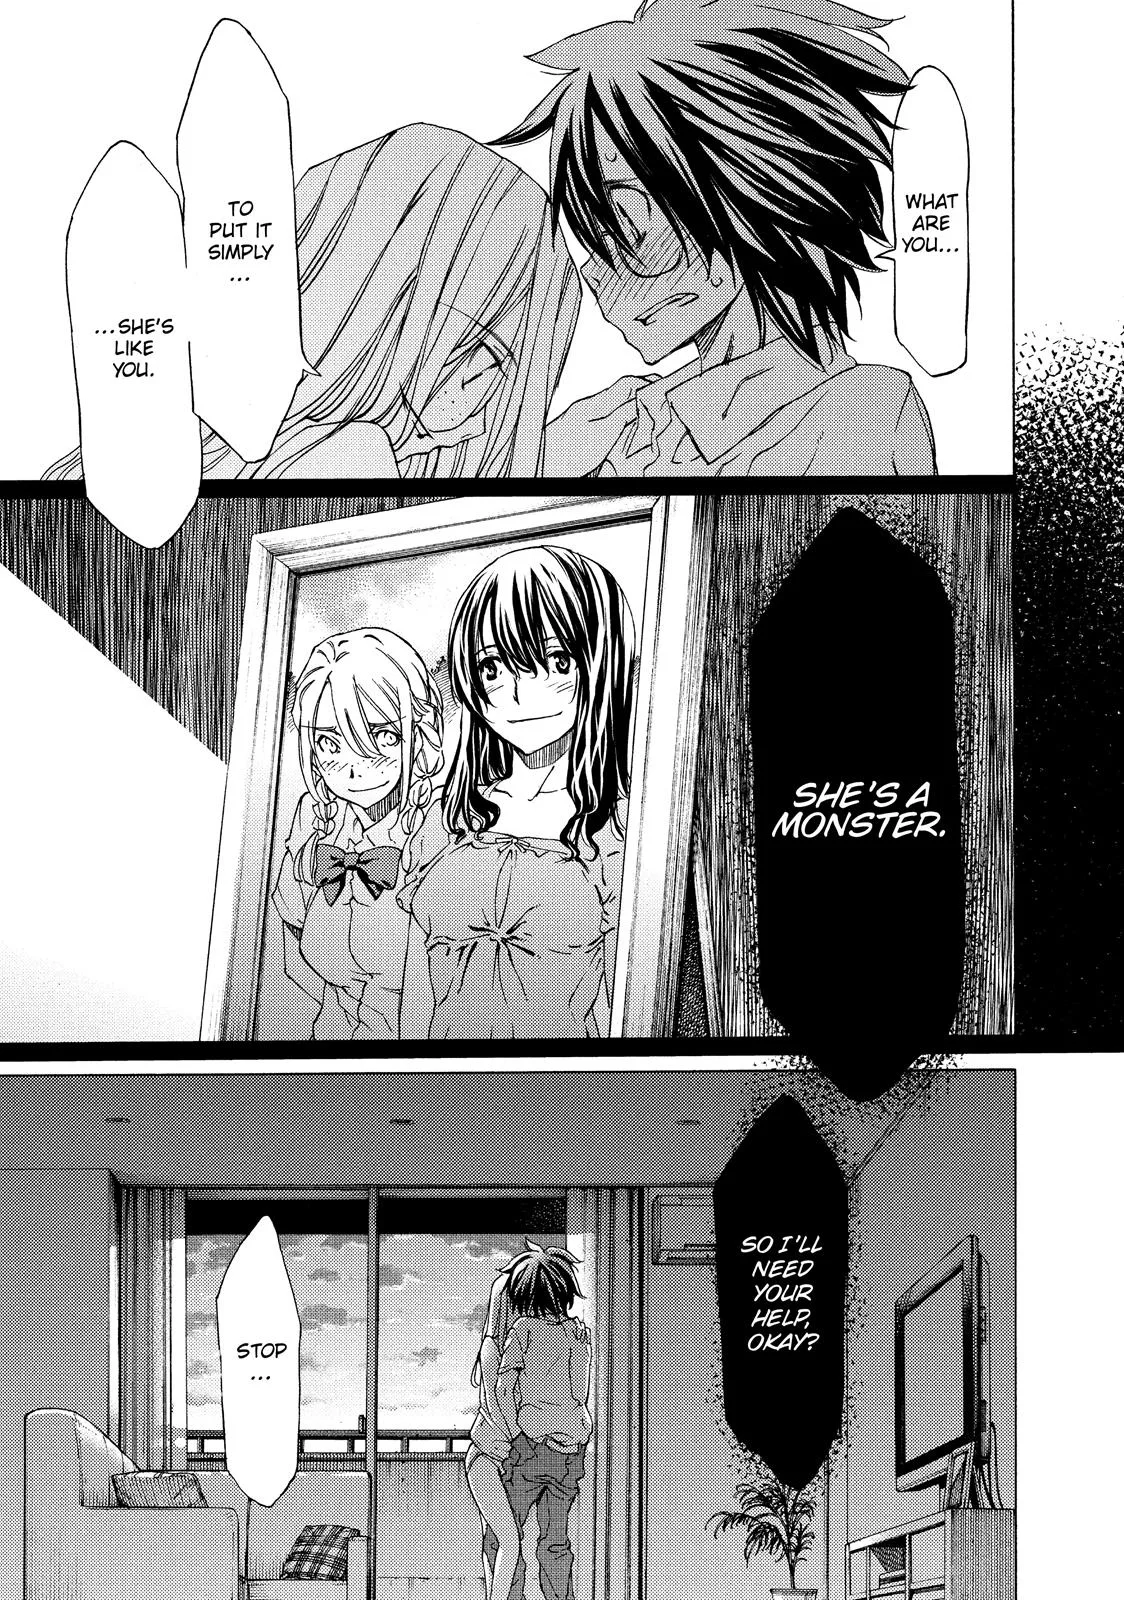 WHAT
ARE
YOU...
TO
PUT IT
SIMPLY
...
...SHE'S
LIKE
YOU.
SHE'S A
MONSTER.
SO I'LL
NEED
YOUR
HELP,
OKAY?
STOP
...